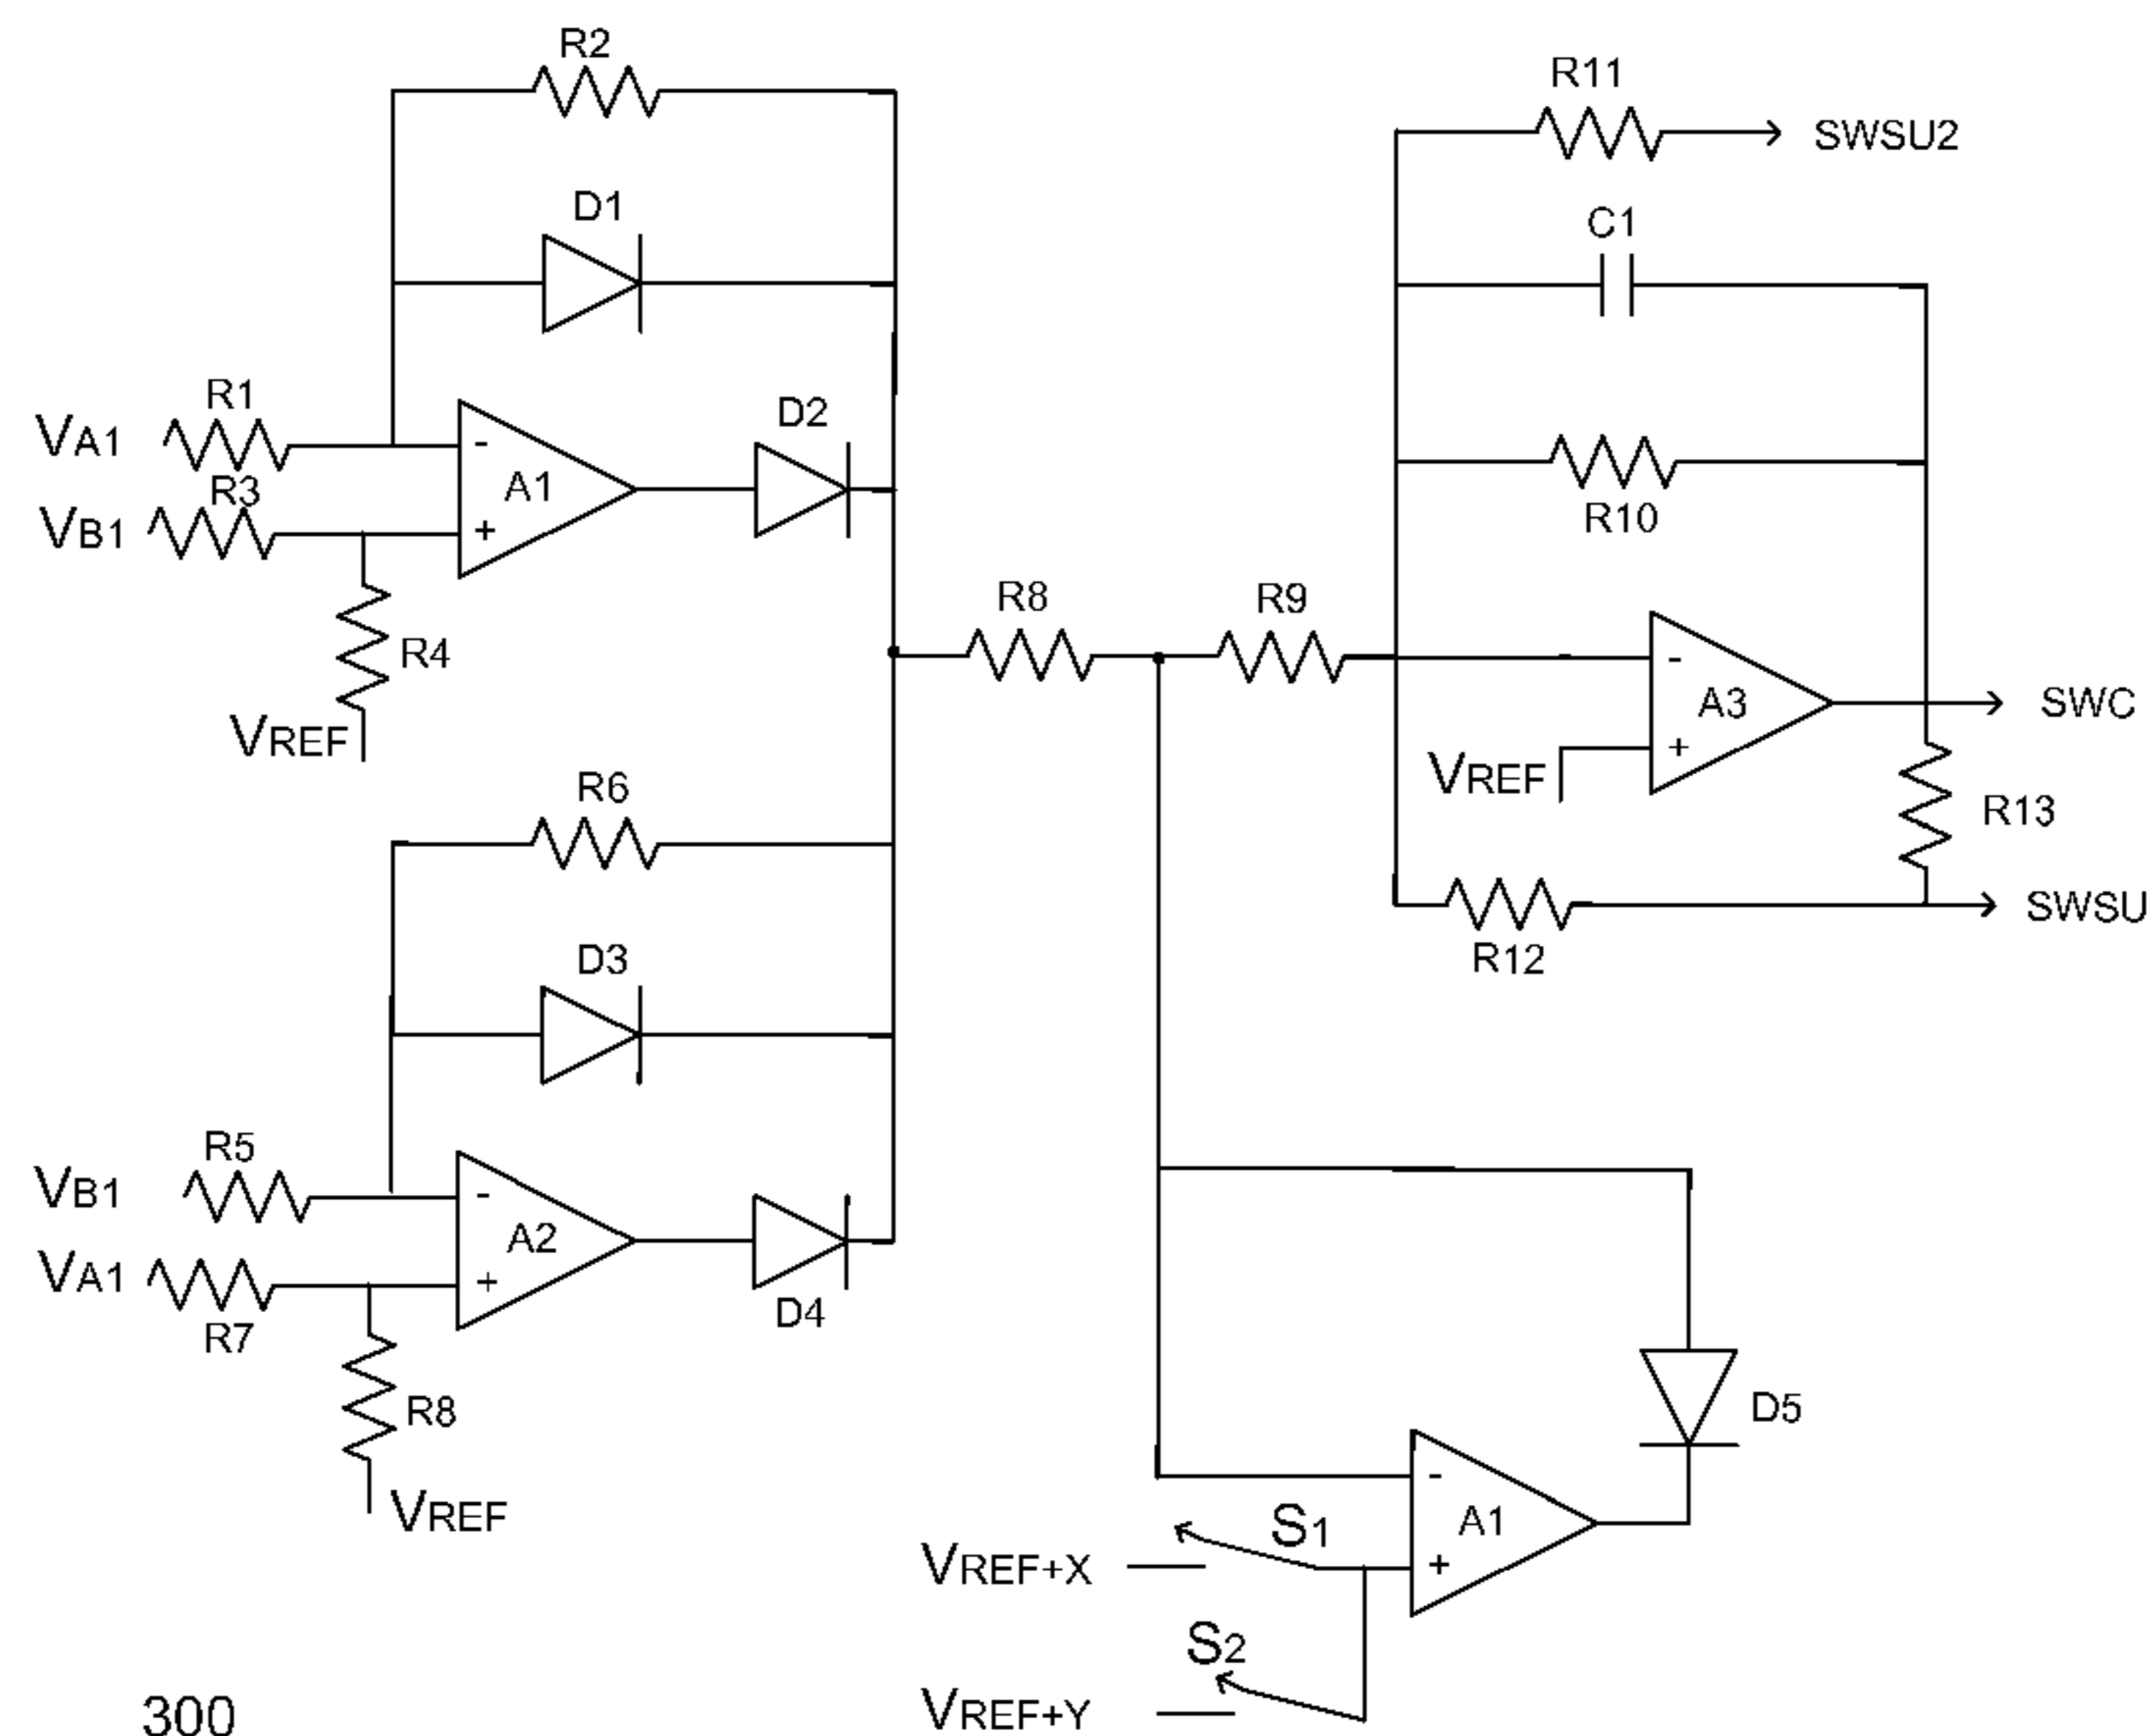 R2
R11
SWSU2
D1
C1
R1
VA1
D2
R3
A1
VB1
R10
R8
R9
R4
A3
SWC
VREF
VREF
R6
R13
SWSU
D3
R12
R5
VB1
A2
VA1
D4
R7
R8
D5
VREF
A1
S1
VREF+X
S2
VREF+Y
300